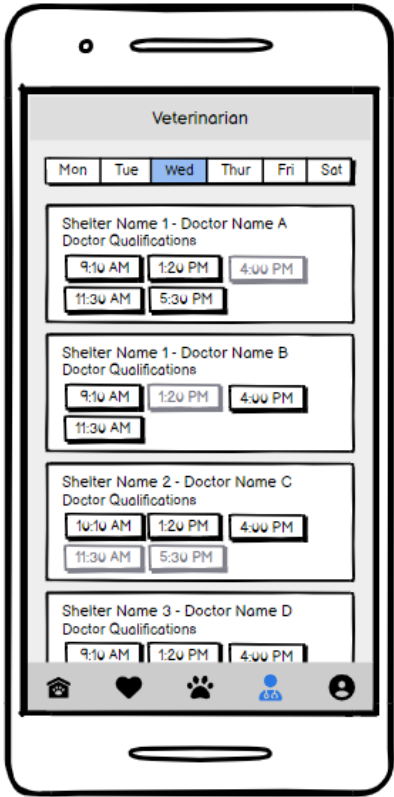 Veterinarian
Mon Tue Wed Thur Fri Sat
Shelter Name 1 - Doctor Name A
Doctor Qualifications
9:10 AM 1:20 PM 4:00 PM
11:30 AM 5:30 PM
Shelter Name 1 - Doctor Name B
Doctor Qualifications
9:10 AM 1:20 PM 4:00 PM
11:30 AM
Shelter Name 2 - Doctor Name C
Doctor Qualifications
10:10 AM 1:20 PM 4:00 PM
11:30 AM 5:30 PM
Shelter Name 3 - Doctor Name D
Doctor Qualifications
9:10 AM 1:20 PM 4:00 PM